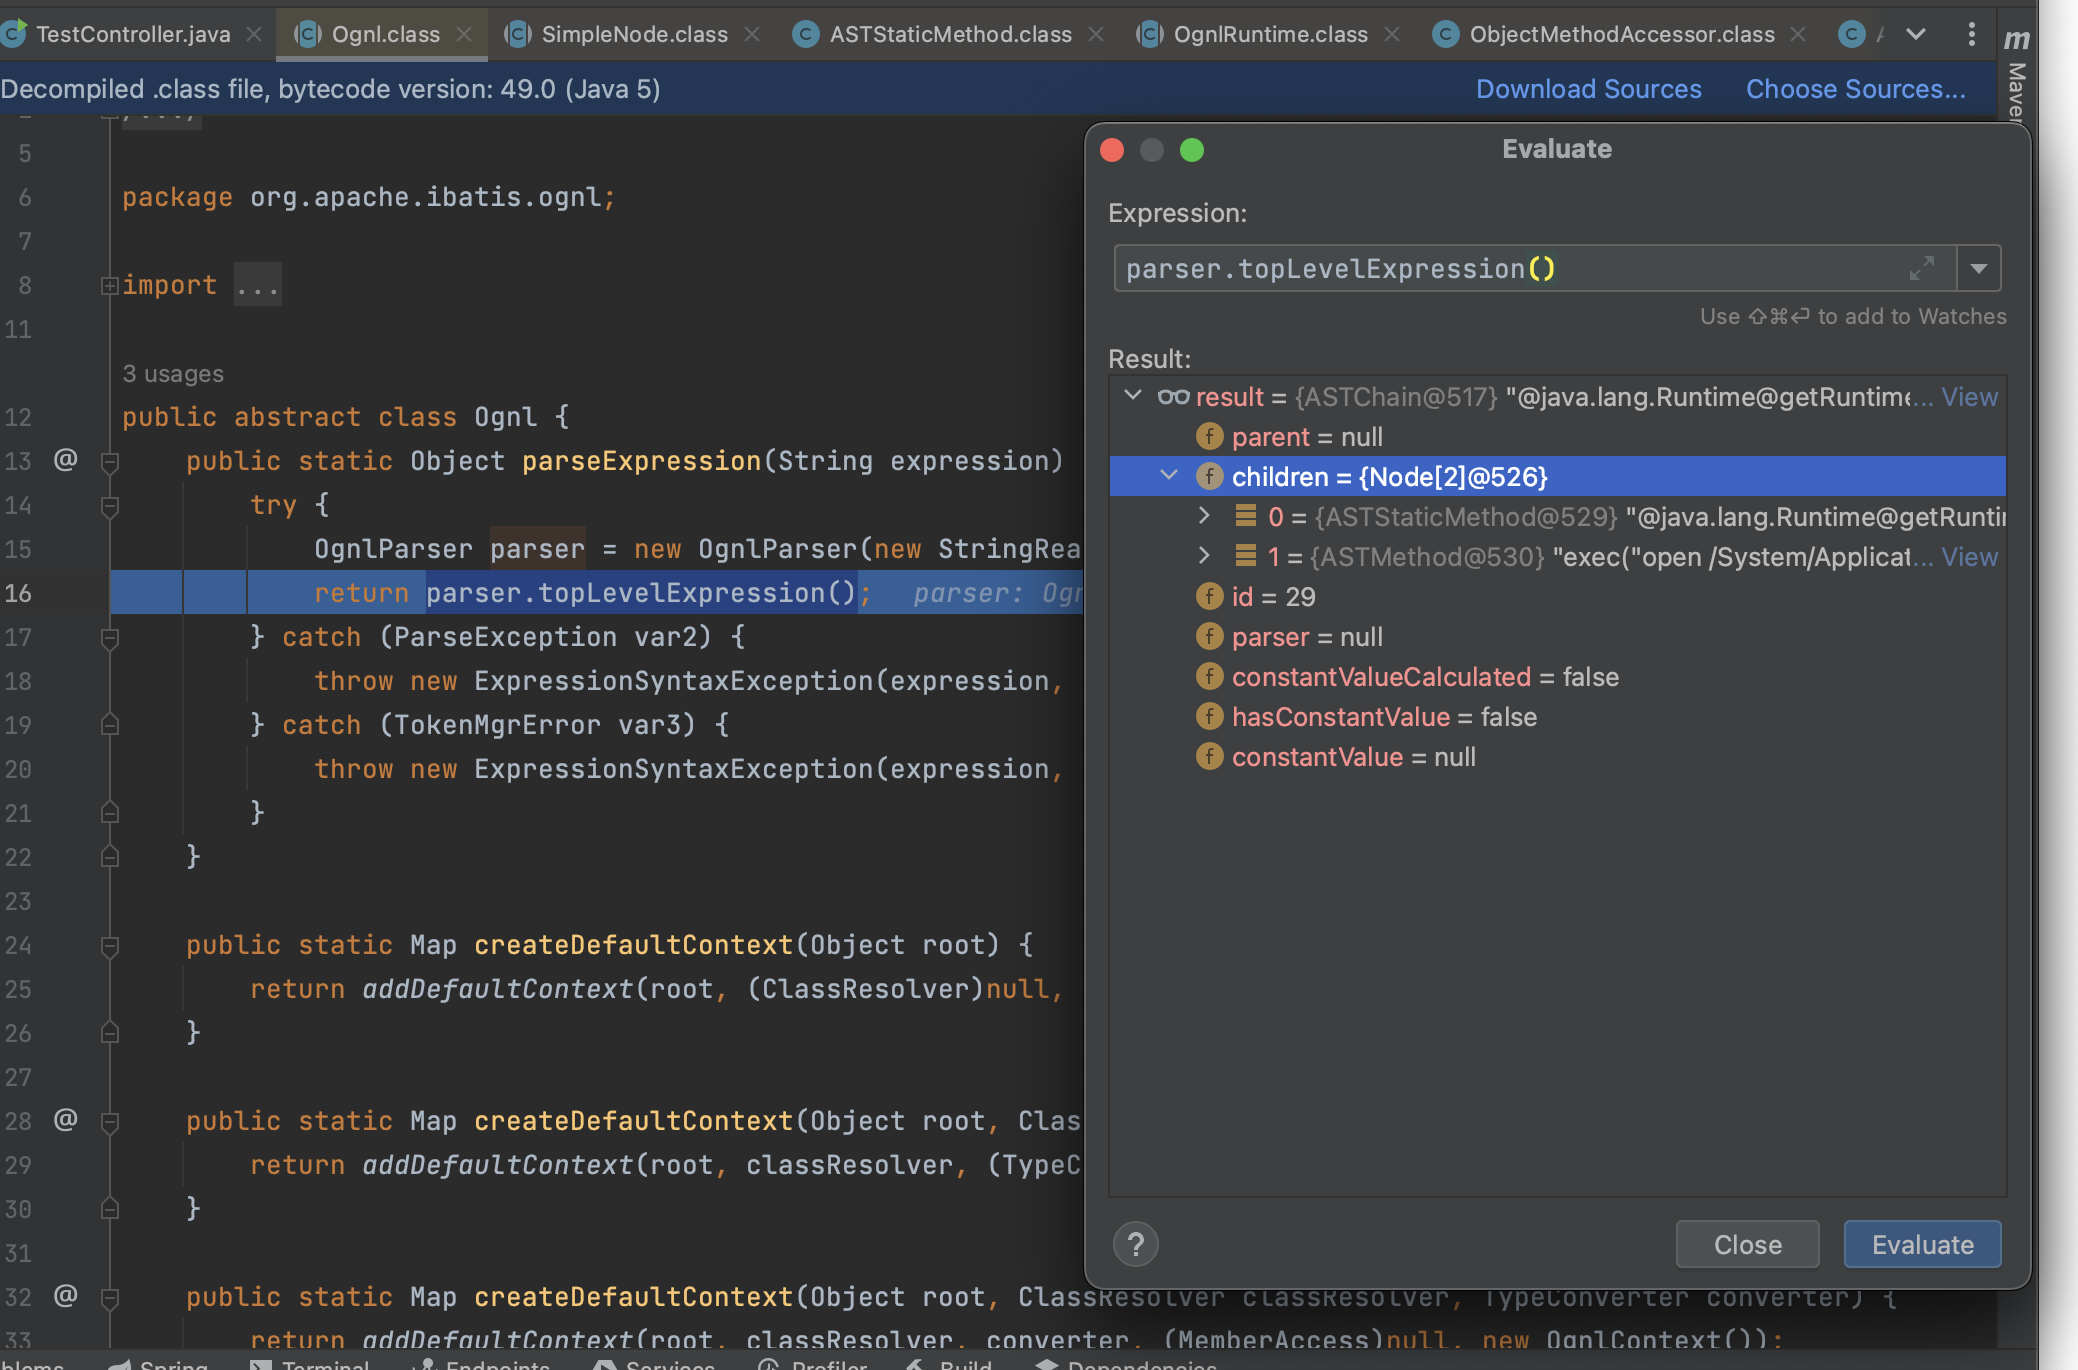 TestController.java
Ognl.class
SimpleNode.class
ASTStaticMethod.class
OgnlRuntime.class
ObjectMethodAccessor.class
m
Maven
Decompiled .class file, bytecode version: 49.0 (Java 5)
Download Sources
Choose Sources...
5
6 package org.apache.ibatis.ognl;
7
8 import ...
11
3 usages
12 public abstract class Ognl {
13 @ public static Object parseExpression(String expression)
14 try {
15 OgnlParser parser = new OgnlParser(new StringRea
16 return parser.topLevelExpression(); parser: Ogn
17 } catch (ParseException var2) {
18 throw new ExpressionSyntaxException(expression,
19 } catch (TokenMgrError var3) {
20 throw new ExpressionSyntaxException(expression,
21 }
22 }
23
24 public static Map createDefaultContext(Object root) {
25 return addDefaultContext(root, (ClassResolver)null,
26 }
27
28 @ public static Map createDefaultContext(Object root, Clas
29 return addDefaultContext(root, classResolver, (TypeC
30 }
31
32 @ public static Map createDefaultContext(Object root, ClassResolver classResolver, TypeConverter converter) {
33 return addDefaultContext(root, classResolver, converter, (MemberAccess)null, new OgnlContext());
Evaluate
Expression:
parser.topLevelExpression()
Use ⇧⌘⏎ to add to Watches
Result:
result = {ASTChain@517} "@java.lang.Runtime@getRuntime... View
f parent = null
f children = {Node[2]@526}
0 = {ASTStaticMethod@529} "@java.lang.Runtime@getRunti
1 = {ASTMethod@530} "exec("open /System/Applicat... View
f id = 29
f parser = null
f constantValueCalculated = false
f hasConstantValue = false
f constantValue = null
?
Close
Evaluate
blems
Spring
Terminal
Endpoints
Services
Profiler
Build
Dependencies